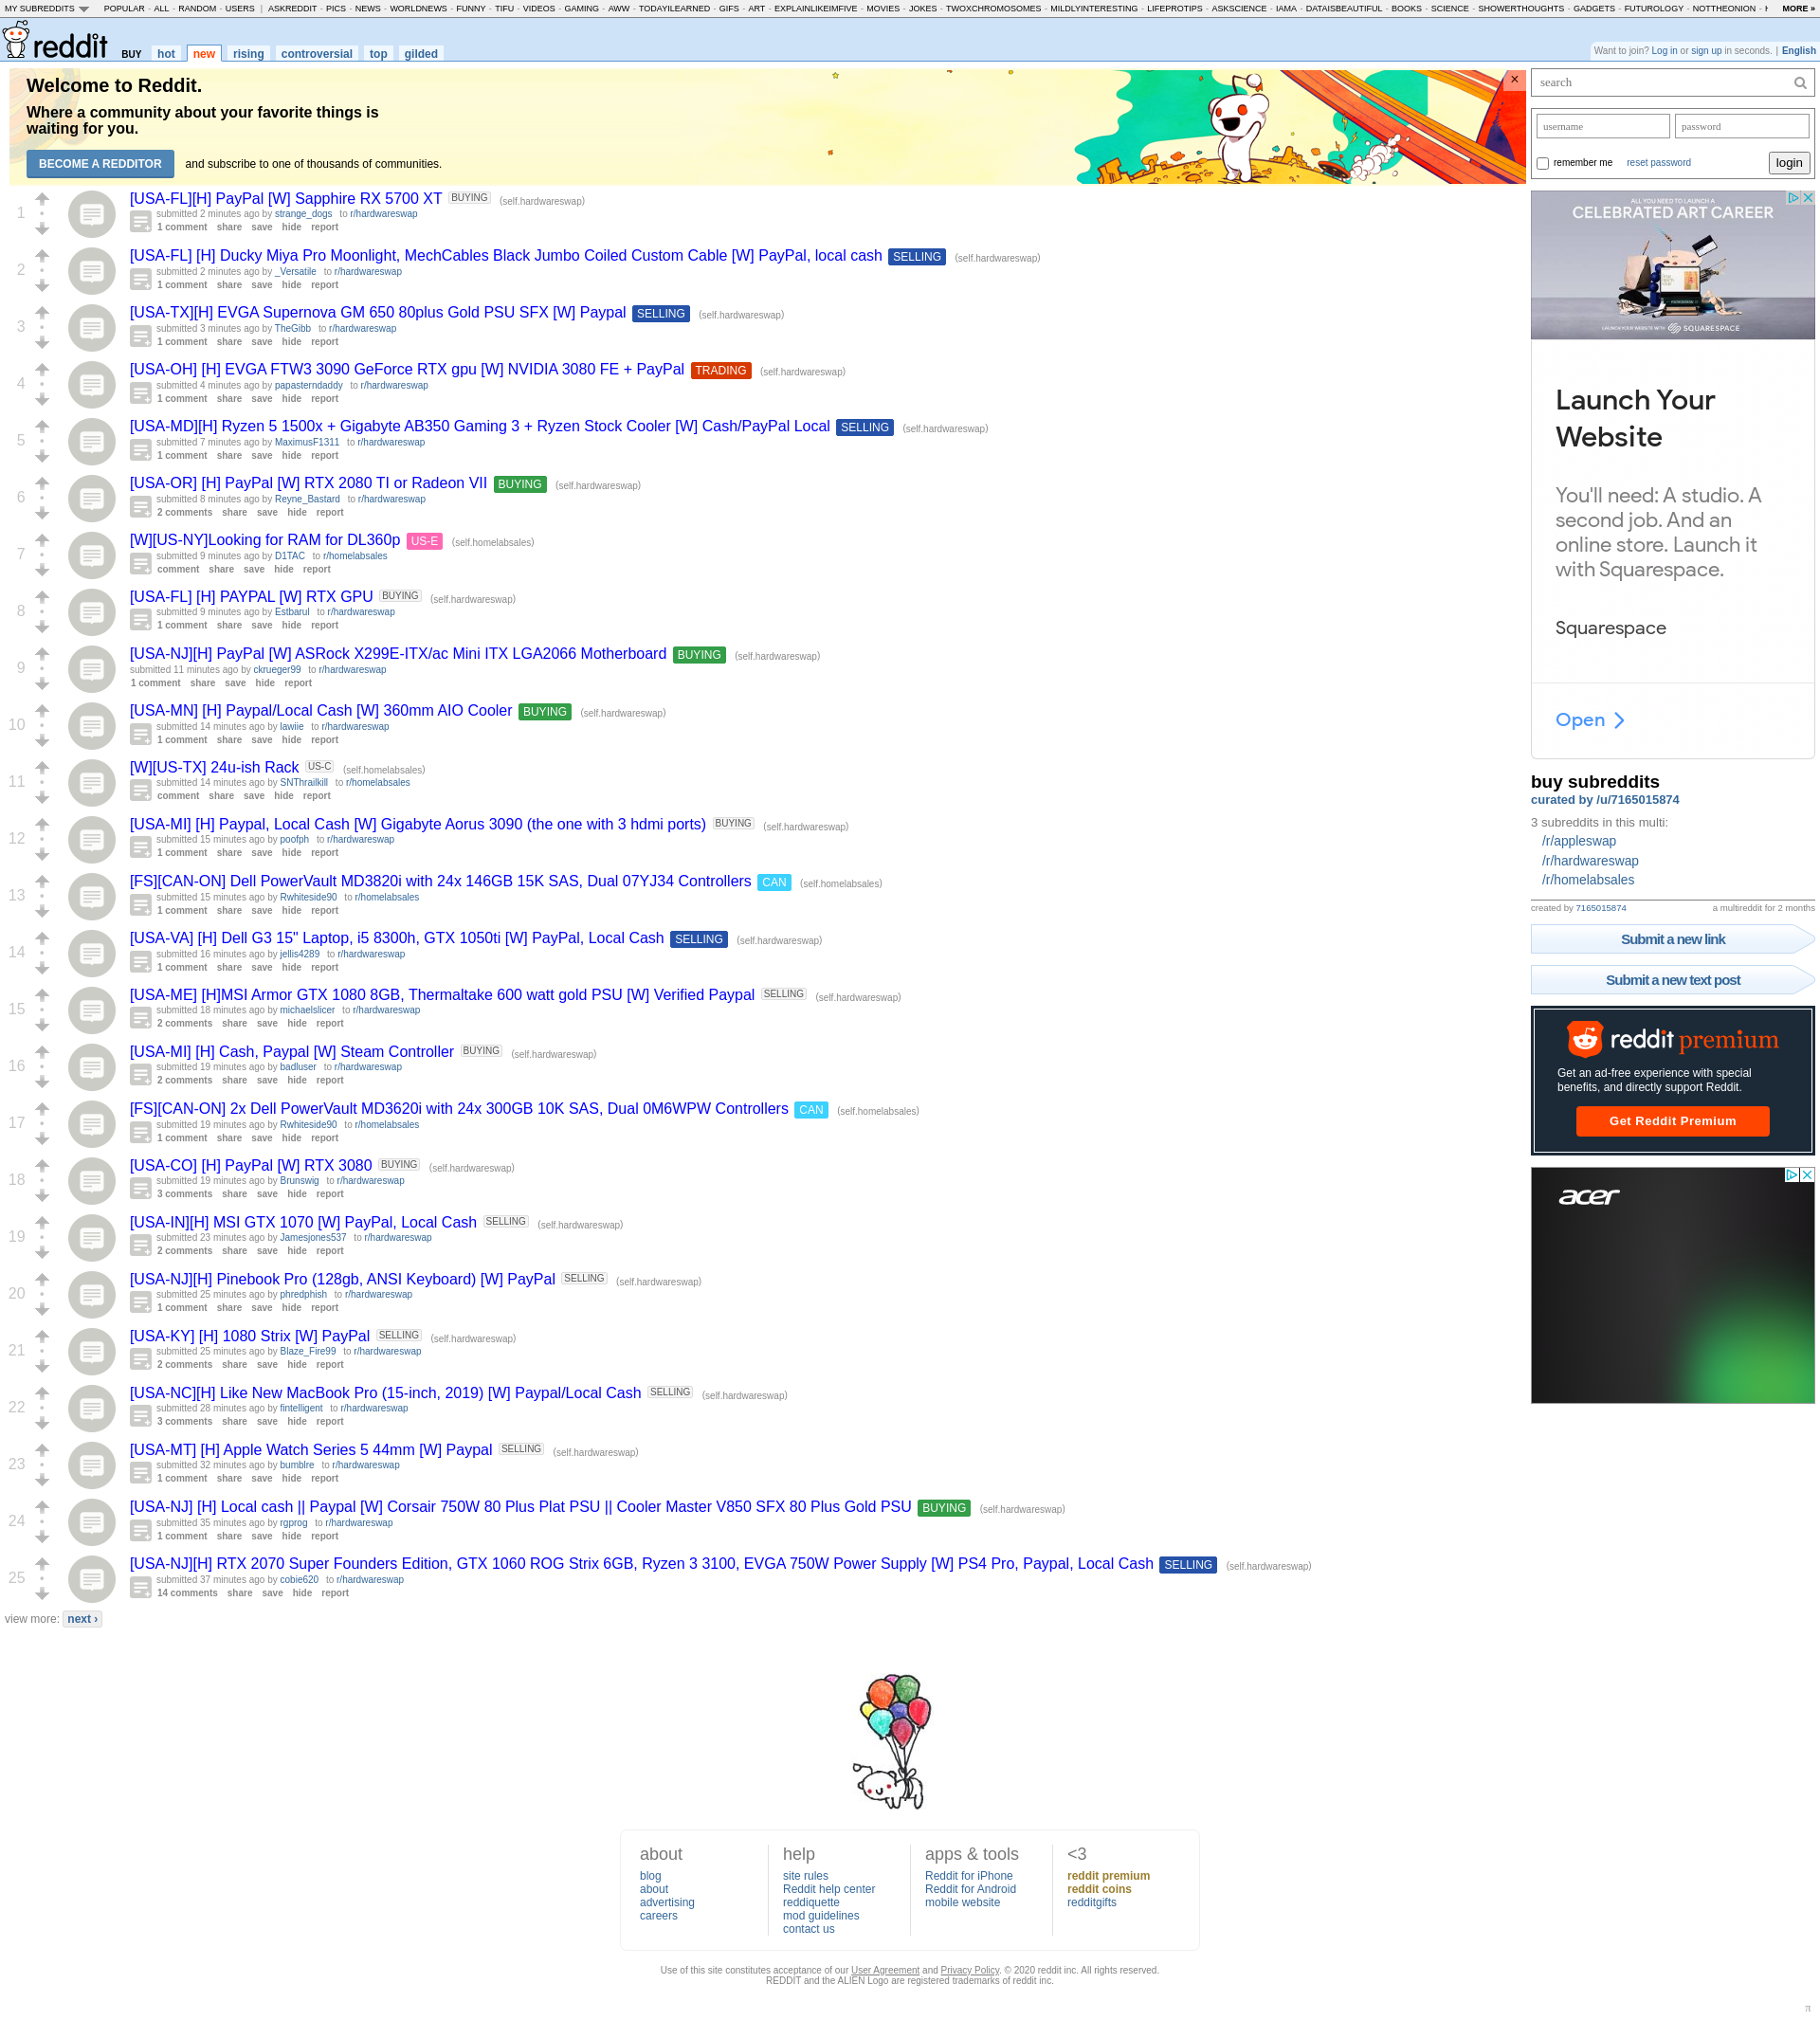 MY SUBREDDITS POPULAR - ALL - RANDOM - USERS | ASKREDDIT - PICS - NEWS - WORLDNEWS - FUNNY - TIFU - VIDEOS - GAMING - AWW - TODAYILEARNED - GIFS - ART - EXPLAINLIKEIMFIVE - MOVIES - JOKES - TWOXCHROMOSOMES - MILDLYINTERESTING - LIFEPROTIPS - ASKSCIENCE - IAMA - DATAISBEAUTIFUL - BOOKS - SCIENCE - SHOWERTHOUGHTS - GADGETS - FUTUROLOGY - NOTTHEONION - MORE »
reddit BUY hot new rising controversial top gilded
Want to join? Log in or sign up in seconds. | English
Welcome to Reddit.
Where a community about your favorite things is
waiting for you.
BECOME A REDDITOR and subscribe to one of thousands of communities.
×
1
[USA-FL][H] PayPal [W] Sapphire RX 5700 XT BUYING (self.hardwareswap)
submitted 2 minutes ago by strange_dogs to r/hardwareswap
1 comment share save hide report
2
[USA-FL] [H] Ducky Miya Pro Moonlight, MechCables Black Jumbo Coiled Custom Cable [W] PayPal, local cash SELLING (self.hardwareswap)
submitted 2 minutes ago by _Versatile to r/hardwareswap
1 comment share save hide report
3
[USA-TX][H] EVGA Supernova GM 650 80plus Gold PSU SFX [W] Paypal SELLING (self.hardwareswap)
submitted 3 minutes ago by TheGibb to r/hardwareswap
1 comment share save hide report
4
[USA-OH] [H] EVGA FTW3 3090 GeForce RTX gpu [W] NVIDIA 3080 FE + PayPal TRADING (self.hardwareswap)
submitted 4 minutes ago by papasterndaddy to r/hardwareswap
1 comment share save hide report
5
[USA-MD][H] Ryzen 5 1500x + Gigabyte AB350 Gaming 3 + Ryzen Stock Cooler [W] Cash/PayPal Local SELLING (self.hardwareswap)
submitted 7 minutes ago by MaximusF1311 to r/hardwareswap
1 comment share save hide report
6
[USA-OR] [H] PayPal [W] RTX 2080 TI or Radeon VII BUYING (self.hardwareswap)
submitted 8 minutes ago by Reyne_Bastard to r/hardwareswap
2 comments share save hide report
7
[W][US-NY]Looking for RAM for DL360p US-E (self.homelabsales)
submitted 9 minutes ago by D1TAC to r/homelabsales
comment share save hide report
8
[USA-FL] [H] PAYPAL [W] RTX GPU BUYING (self.hardwareswap)
submitted 9 minutes ago by Estbarul to r/hardwareswap
1 comment share save hide report
9
[USA-NJ][H] PayPal [W] ASRock X299E-ITX/ac Mini ITX LGA2066 Motherboard BUYING (self.hardwareswap)
submitted 11 minutes ago by ckrueger99 to r/hardwareswap
1 comment share save hide report
10
[USA-MN] [H] Paypal/Local Cash [W] 360mm AIO Cooler BUYING (self.hardwareswap)
submitted 14 minutes ago by lawiie to r/hardwareswap
1 comment share save hide report
11
[W][US-TX] 24u-ish Rack US-C (self.homelabsales)
submitted 14 minutes ago by SNThrailkill to r/homelabsales
comment share save hide report
12
[USA-MI] [H] Paypal, Local Cash [W] Gigabyte Aorus 3090 (the one with 3 hdmi ports) BUYING (self.hardwareswap)
submitted 15 minutes ago by poofph to r/hardwareswap
1 comment share save hide report
13
[FS][CAN-ON] Dell PowerVault MD3820i with 24x 146GB 15K SAS, Dual 07YJ34 Controllers CAN (self.homelabsales)
submitted 15 minutes ago by Rwhiteside90 to r/homelabsales
1 comment share save hide report
14
[USA-VA] [H] Dell G3 15" Laptop, i5 8300h, GTX 1050ti [W] PayPal, Local Cash SELLING (self.hardwareswap)
submitted 16 minutes ago by jellis4289 to r/hardwareswap
1 comment share save hide report
15
[USA-ME] [H]MSI Armor GTX 1080 8GB, Thermaltake 600 watt gold PSU [W] Verified Paypal SELLING (self.hardwareswap)
submitted 18 minutes ago by michaelslicer to r/hardwareswap
2 comments share save hide report
16
[USA-MI] [H] Cash, Paypal [W] Steam Controller BUYING (self.hardwareswap)
submitted 19 minutes ago by badluser to r/hardwareswap
2 comments share save hide report
17
[FS][CAN-ON] 2x Dell PowerVault MD3620i with 24x 300GB 10K SAS, Dual 0M6WPW Controllers CAN (self.homelabsales)
submitted 19 minutes ago by Rwhiteside90 to r/homelabsales
1 comment share save hide report
18
[USA-CO] [H] PayPal [W] RTX 3080 BUYING (self.hardwareswap)
submitted 19 minutes ago by Brunswig to r/hardwareswap
3 comments share save hide report
19
[USA-IN][H] MSI GTX 1070 [W] PayPal, Local Cash SELLING (self.hardwareswap)
submitted 23 minutes ago by Jamesjones537 to r/hardwareswap
2 comments share save hide report
20
[USA-NJ][H] Pinebook Pro (128gb, ANSI Keyboard) [W] PayPal SELLING (self.hardwareswap)
submitted 25 minutes ago by phredphish to r/hardwareswap
1 comment share save hide report
21
[USA-KY] [H] 1080 Strix [W] PayPal SELLING (self.hardwareswap)
submitted 25 minutes ago by Blaze_Fire99 to r/hardwareswap
2 comments share save hide report
22
[USA-NC][H] Like New MacBook Pro (15-inch, 2019) [W] Paypal/Local Cash SELLING (self.hardwareswap)
submitted 28 minutes ago by fintelligent to r/hardwareswap
3 comments share save hide report
23
[USA-MT] [H] Apple Watch Series 5 44mm [W] Paypal SELLING (self.hardwareswap)
submitted 32 minutes ago by bumblre to r/hardwareswap
1 comment share save hide report
24
[USA-NJ] [H] Local cash || Paypal [W] Corsair 750W 80 Plus Plat PSU || Cooler Master V850 SFX 80 Plus Gold PSU BUYING (self.hardwareswap)
submitted 35 minutes ago by rgprog to r/hardwareswap
1 comment share save hide report
25
[USA-NJ][H] RTX 2070 Super Founders Edition, GTX 1060 ROG Strix 6GB, Ryzen 3 3100, EVGA 750W Power Supply [W] PS4 Pro, Paypal, Local Cash SELLING (self.hardwareswap)
submitted 37 minutes ago by cobie620 to r/hardwareswap
14 comments share save hide report
view more: next ›
search
username password
remember me reset password login
ALL YOU NEED TO LAUNCH A
CELEBRATED ART CAREER
LAUNCH YOUR WEBSITE WITH SQUARESPACE
Launch Your
Website
You'll need: A studio. A
second job. And an
online store. Launch it
with Squarespace.
Squarespace
Open
buy subreddits
curated by /u/7165015874
3 subreddits in this multi:
/r/appleswap
/r/hardwareswap
/r/homelabsales
created by 7165015874 a multireddit for 2 months
Submit a new link
Submit a new text post
reddit premium
Get an ad-free experience with special
benefits, and directly support Reddit.
Get Reddit Premium
acer
about
blog
about
advertising
careers
help
site rules
Reddit help center
reddiquette
mod guidelines
contact us
apps & tools
Reddit for iPhone
Reddit for Android
mobile website
<3
reddit premium
reddit coins
redditgifts
Use of this site constitutes acceptance of our User Agreement and Privacy Policy. © 2020 reddit inc. All rights reserved.
REDDIT and the ALIEN Logo are registered trademarks of reddit inc.
π